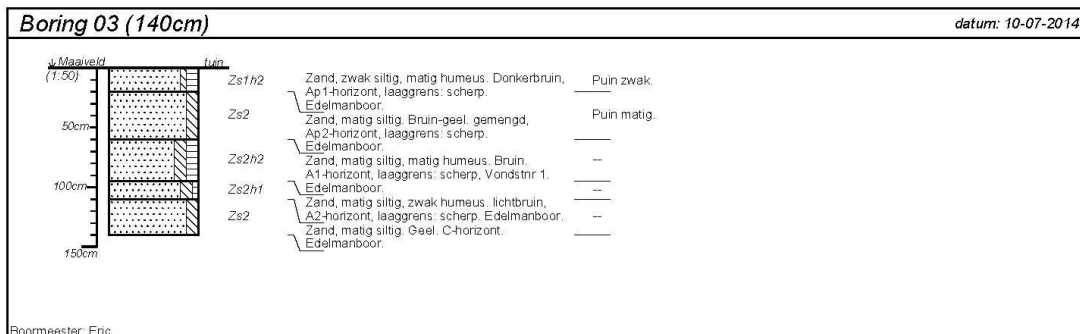 Boring 03 (140cm)
datum: 10-07-2014
↓ Maaiveld
tuin
(1:50)
50cm
100cm
150cm
Zs1h2
Zand, zwak siltig, matig humeus. Donkerbruin,
Ap1-horizont, laaggrens: scherp.
Edelmanboor.
Puin zwak.
Zs2
Zand, matig siltig. Bruin-geel. gemengd,
Ap2-horizont, laaggrens: scherp.
Edelmanboor.
Puin matig.
Zs2h2
Zand, matig siltig, matig humeus. Bruin.
A1-horizont, laaggrens: scherp, Vondstnr 1.
Edelmanboor.
--
Zs2h1
Zand, matig siltig, zwak humeus. lichtbruin,
A2-horizont, laaggrens: scherp. Edelmanboor.
--
Zs2
Zand, matig siltig. Geel. C-horizont.
Edelmanboor.
--
Boormeester: Eric